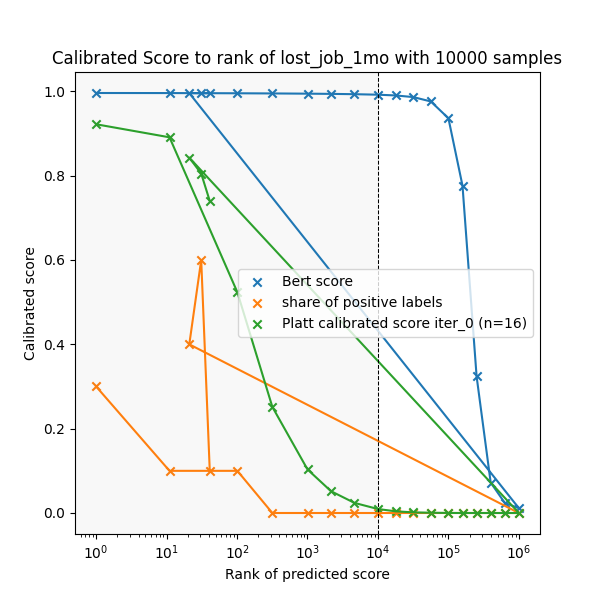 Calibrated Score to rank of lost_job_1mo with 10000 samples
1.0
0.8
0.6
0.4
0.2
0.0
Calibrated score
Bert score
share of positive labels
Platt calibrated score iter_0 (n=16)
10⁰ 10¹ 10² 10³ 10⁴ 10⁵ 10⁶
Rank of predicted score